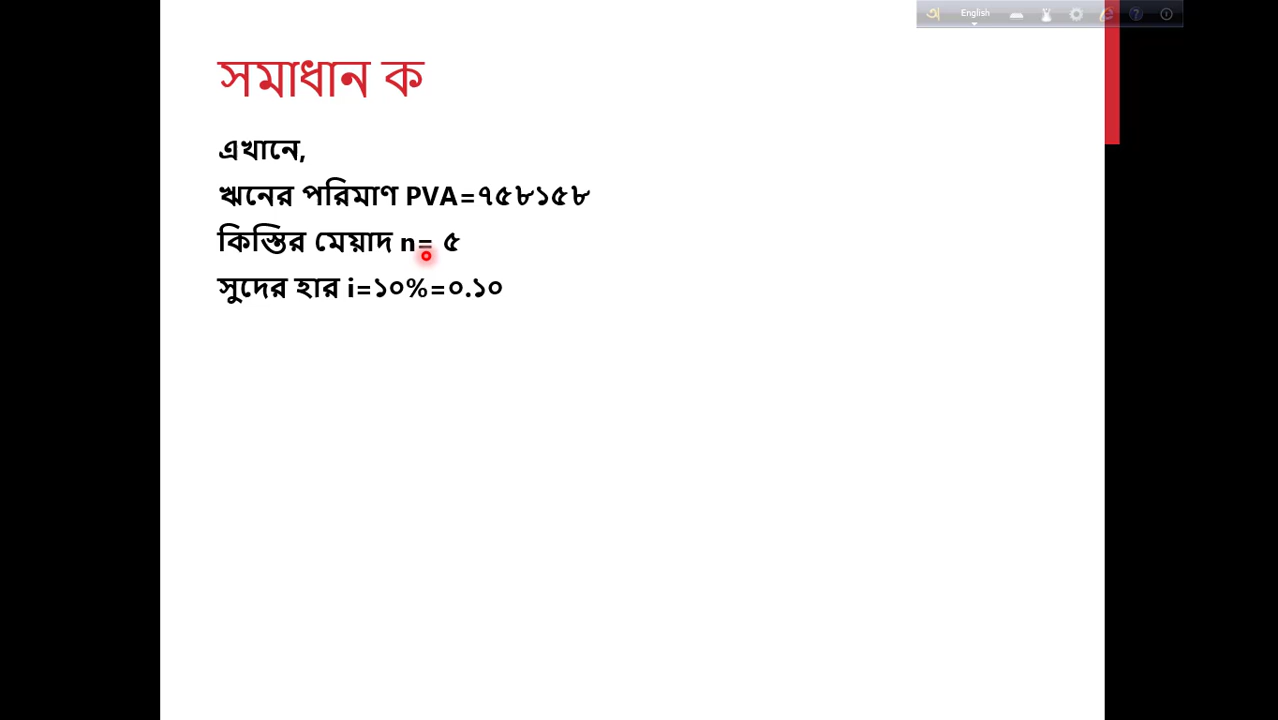 অ English
সমাধান ক
এখানে,
ঋনের পরিমাণ PVA=৭৫৮১৫৮
কিস্তির মেয়াদ n= ৫
সুদের হার i=১০%=০.১০